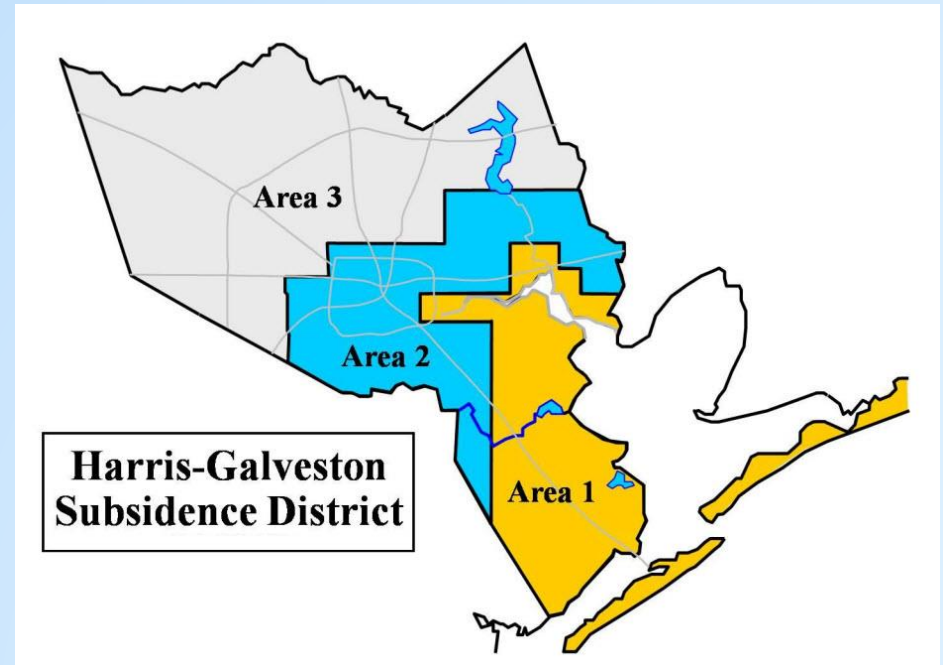 Area 3
Area 2
Area 1
Harris-Galveston
Subsidence District